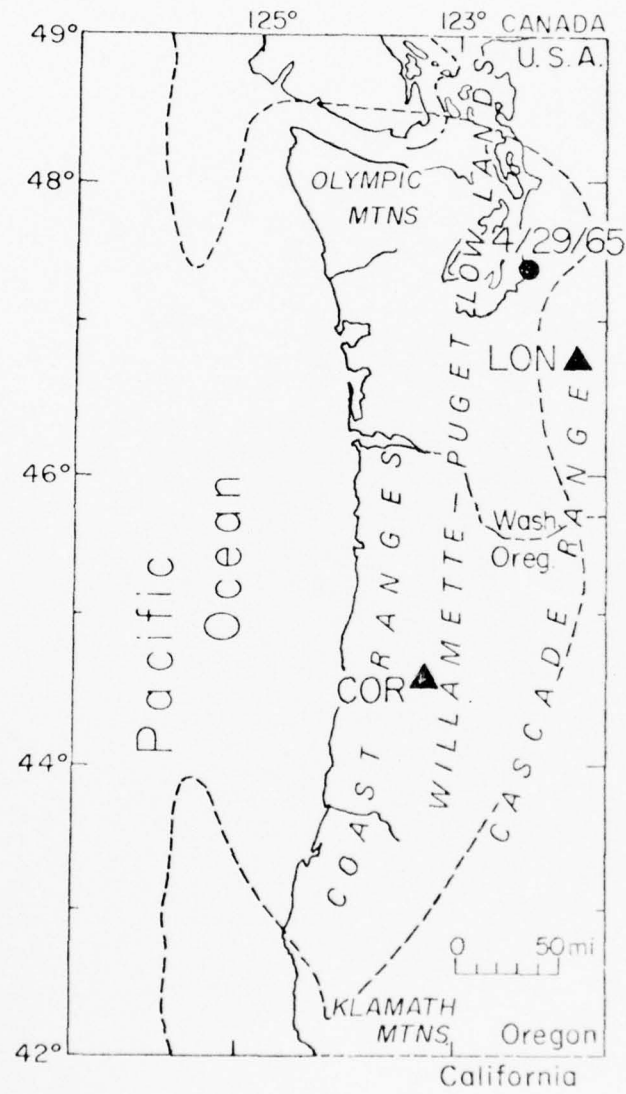 125°
123° CANADA
49°
U. S. A.
48°
OLYMPIC
MTNS
4/29/65
LON
46°
Wash.
Oreg.
Pacific
Ocean
COAST RANGES
WILLAMETTE-PUGET LOWLANDS
CASCADE RANGE
COR
44°
0 50mi
KLAMATH
MTNS
Oregon
42°
California